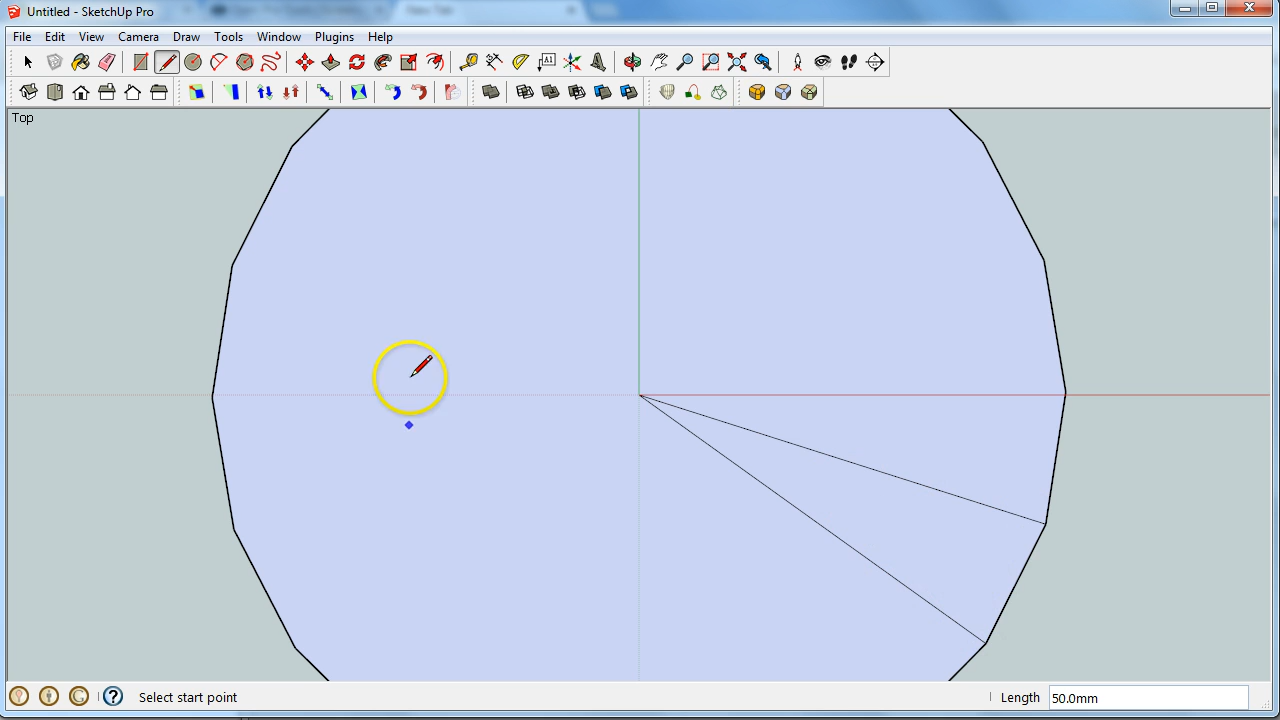 Untitled - SketchUp Pro
File Edit View Camera Draw Tools Window Plugins Help
A1
Top
Select start point
Length 50.0mm